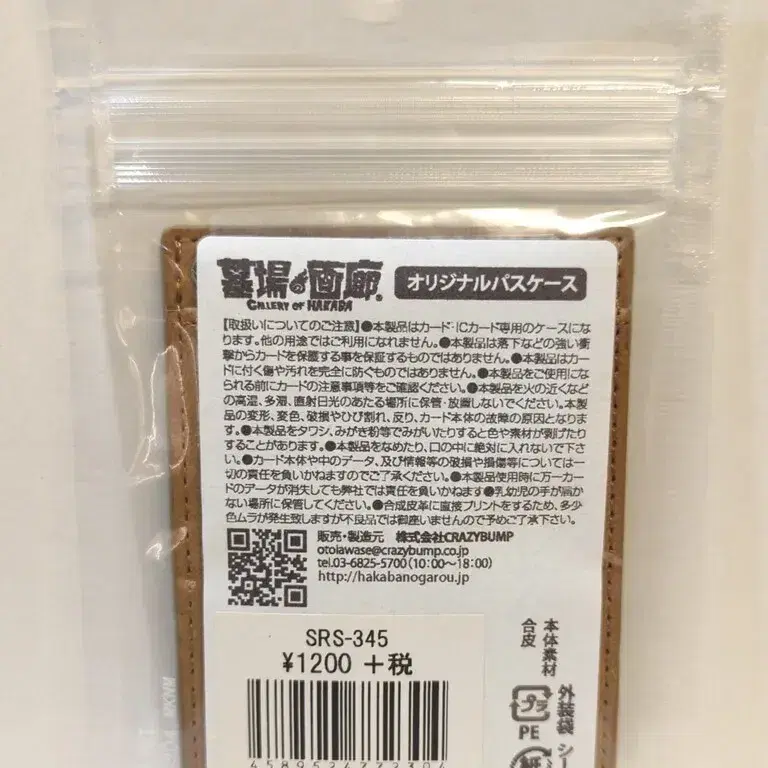 墓場の画廊
GALLERY OF HAKABA
オリジナルパスケース
【取扱いについてのご注意】●本製品はカード・ICカード専用のケースにな
ります。他の用途ではご利用になれません。●本製品は落下などの強い衝
撃からカードを保護する事を保証するものではありません。●本製品はカー
ドに付く傷や汚れを完全に防ぐものではありません。●本製品をご使用にな
られる前にカードの注意事項等をご確認ください。●本製品を火の近くなど
の高温、多湿、直射日光のあたる場所に保管・放置しないでください。本製
品の変形、変色、破損やひび割れ、反り、カード本体の故障の原因となりま
す。●本製品をタワシ、みがき粉等でみがいたりすると色や素材が剥げたり
することがあります。●本製品をなめたり、口の中に絶対に入れないで下さ
い。●カード本体や中のデータ、及び情報等の破損や損傷等については一
切の責任を負いかねますのでご了承ください。●本製品使用時に万一カー
ドのデータが消失しても弊社では責任を負いかねます●乳幼児の手が届か
ない場所に保管してください。●合成皮革に直接プリントをするため、多少
色ムラが発生致しますが不良品では御座いませんので予めご了承下さい。
販売・製造元 株式会社CRAZYBUMP
otoiawase@crazybump.co.jp
tel.03-6825-5700(10:00〜18:00)
http://hakabanogarou.jp
SRS-345
¥1200 +税
本体素材
合皮
外装袋
プラ
PE
シー
紙